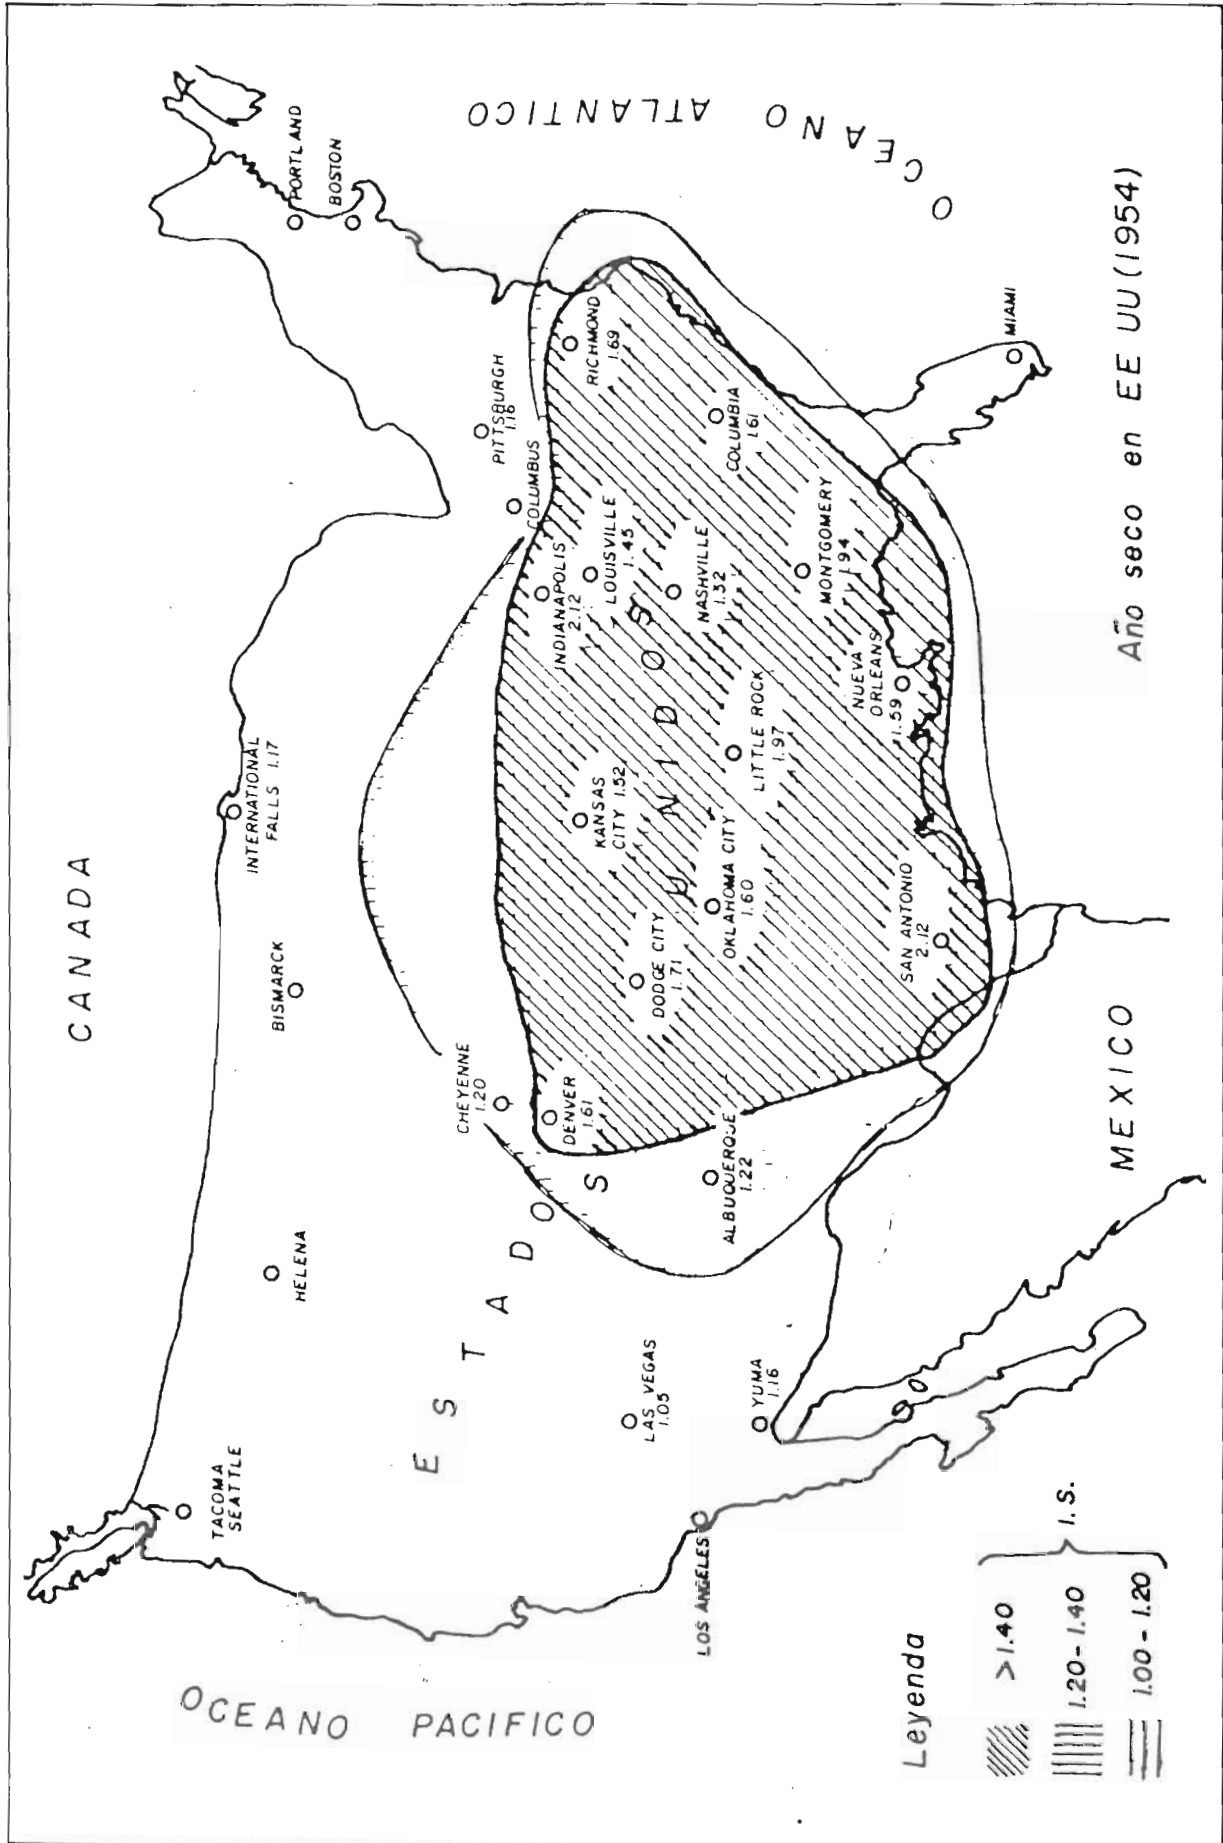 CANADA
OCEANO PACIFICO
OCEANO ATLANTICO
MEXICO
ESTADOS UNIDOS
TACOMA
SEATTLE
HELENA
BISMARCK
INTERNATIONAL
FALLS 1.17
PORTLAND
BOSTON
CHEYENNE
1.20
DENVER
1.61
PITTSBURGH
1.16
COLUMBUS
INDIANAPOLIS
2.12
LOUISVILLE
1.45
RICHMOND
1.69
KANSAS
CITY 1.52
DODGE CITY
1.71
NASHVILLE
1.32
COLUMBIA
1.61
LAS VEGAS
1.05
LOS ANGELES
YUMA
1.16
ALBUQUERQUE
1.22
OKLAHOMA CITY
1.60
LITTLE ROCK
1.97
MONTGOMERY
1.94
SAN ANTONIO
2.12
NUEVA
ORLEANS
1.59
MIAMI
Leyenda
>1.40
1.20-1.40
1.00-1.20
I.S.
Año seco en EE UU (1954)